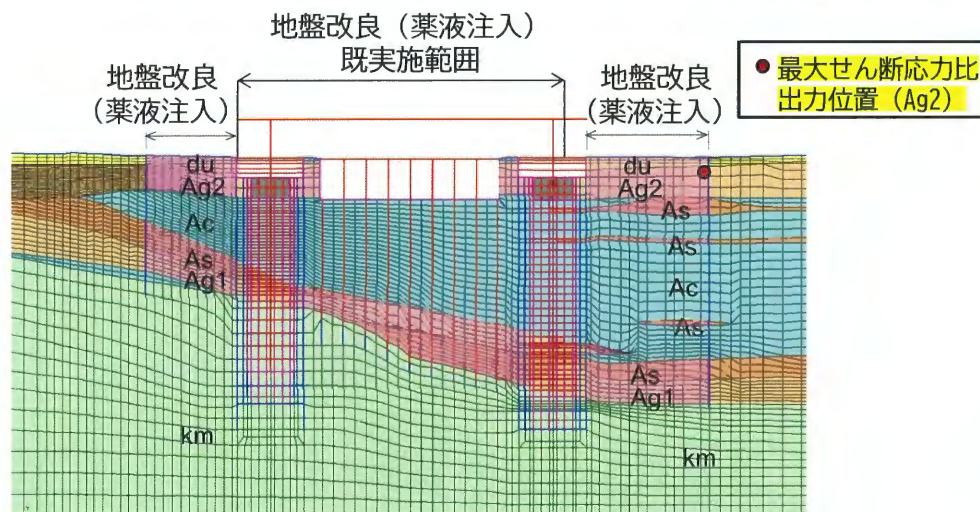 地盤改良（薬液注入）
既実施範囲
地盤改良
（薬液注入）
地盤改良
（薬液注入）
最大せん断応力比
出力位置（Ag2）
du
Ag2
Ac
As
Ag1
km
du
Ag2
As
As
Ac
As
As
Ag1
km